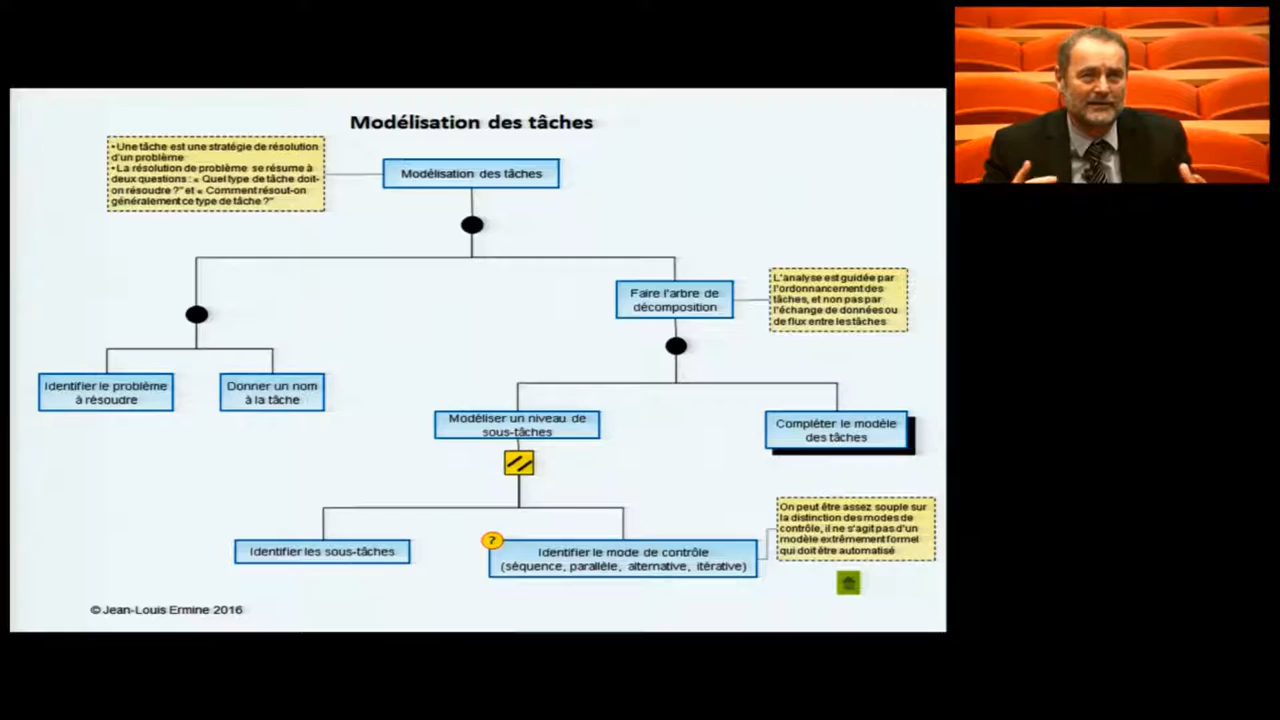 Modélisation des tâches
• Une tâche est une stratégie de résolution
d'un problème
• La résolution de problème se résume à
deux questions : « Quel type de tâche doit-
on résoudre ?" et « Comment résout-on
généralement ce type de tâche ?"
Modélisation des tâches
Faire l'arbre de
décomposition
L'analyse est guidée par
l'ordonnancement des
tâches, et non pas par
l'échange de données ou
de flux entre les tâches
Identifier le problème
à résoudre
Donner un nom
à la tâche
Modéliser un niveau de
sous-tâches
Compléter le modèle
des tâches
On peut être assez souple sur
la distinction des modes de
contrôle, il ne s'agit pas d'un
modèle extrêmement formel
qui doit être automatisé
Identifier les sous-tâches
?
Identifier le mode de contrôle
(séquence, parallèle, alternative, itérative)
© Jean-Louis Ermine 2016